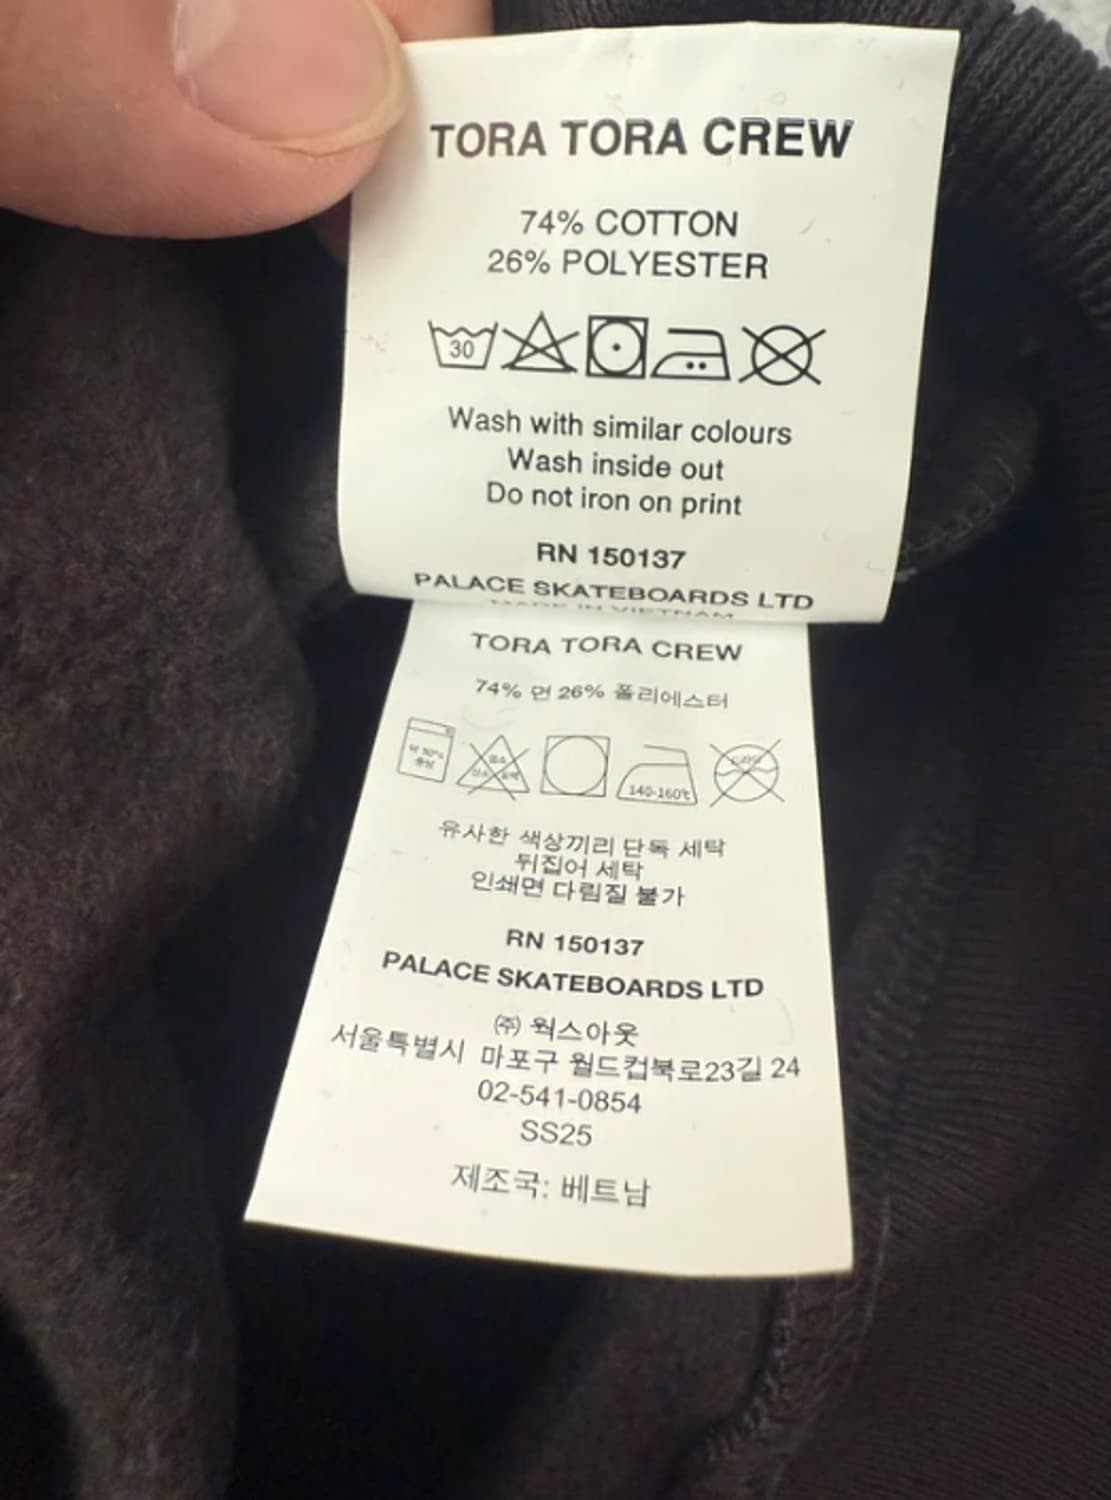 TORA TORA CREW
74% COTTON
26% POLYESTER
30
Wash with similar colours
Wash inside out
Do not iron on print
RN 150137
PALACE SKATEBOARDS LTD
MADE IN VIETNAM
TORA TORA CREW
74% 면 26% 폴리에스터
140-160℃
유사한 색상끼리 단독 세탁
뒤집어 세탁
인쇄면 다림질 불가
RN 150137
PALACE SKATEBOARDS LTD
㈜ 웍스아웃
서울특별시 마포구 월드컵북로23길 24
02-541-0854
SS25
제조국: 베트남